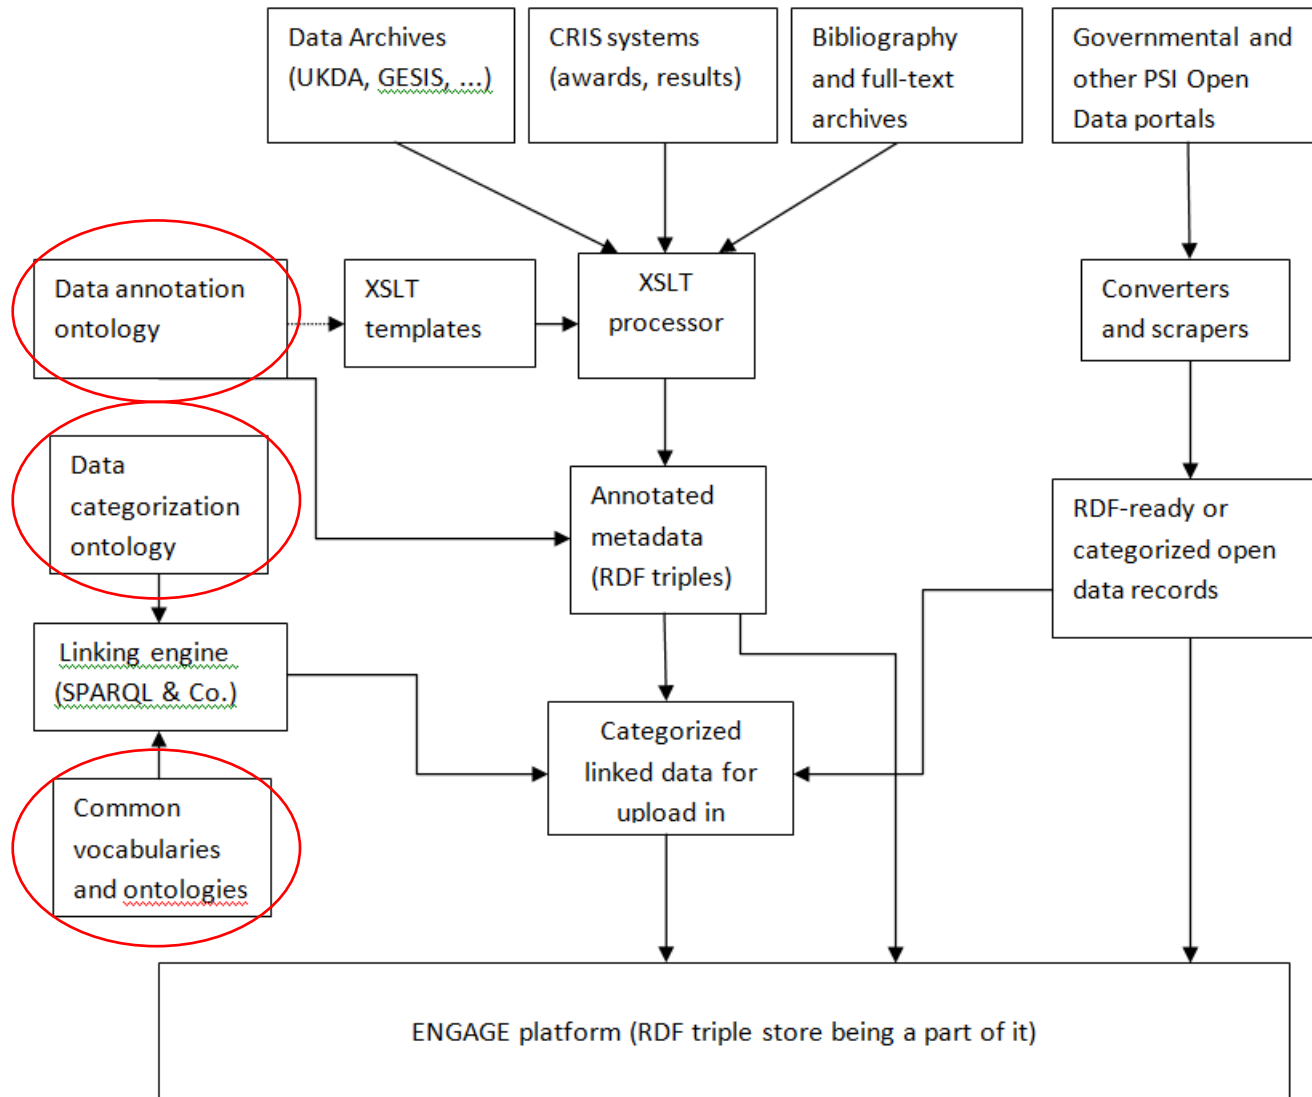 Data Archives
(UKDA, GESIS, ...)
CRIS systems
(awards, results)
Bibliography
and full-text
archives
Governmental and
other PSI Open
Data portals
Data annotation
ontology
XSLT
templates
XSLT
processor
Converters
and scrapers
Data
categorization
ontology
Annotated
metadata
(RDF triples)
RDF-ready or
categorized open
data records
Linking engine
(SPARQL & Co.)
Categorized
linked data for
upload in
Common
vocabularies
and ontologies
ENGAGE platform (RDF triple store being a part of it)